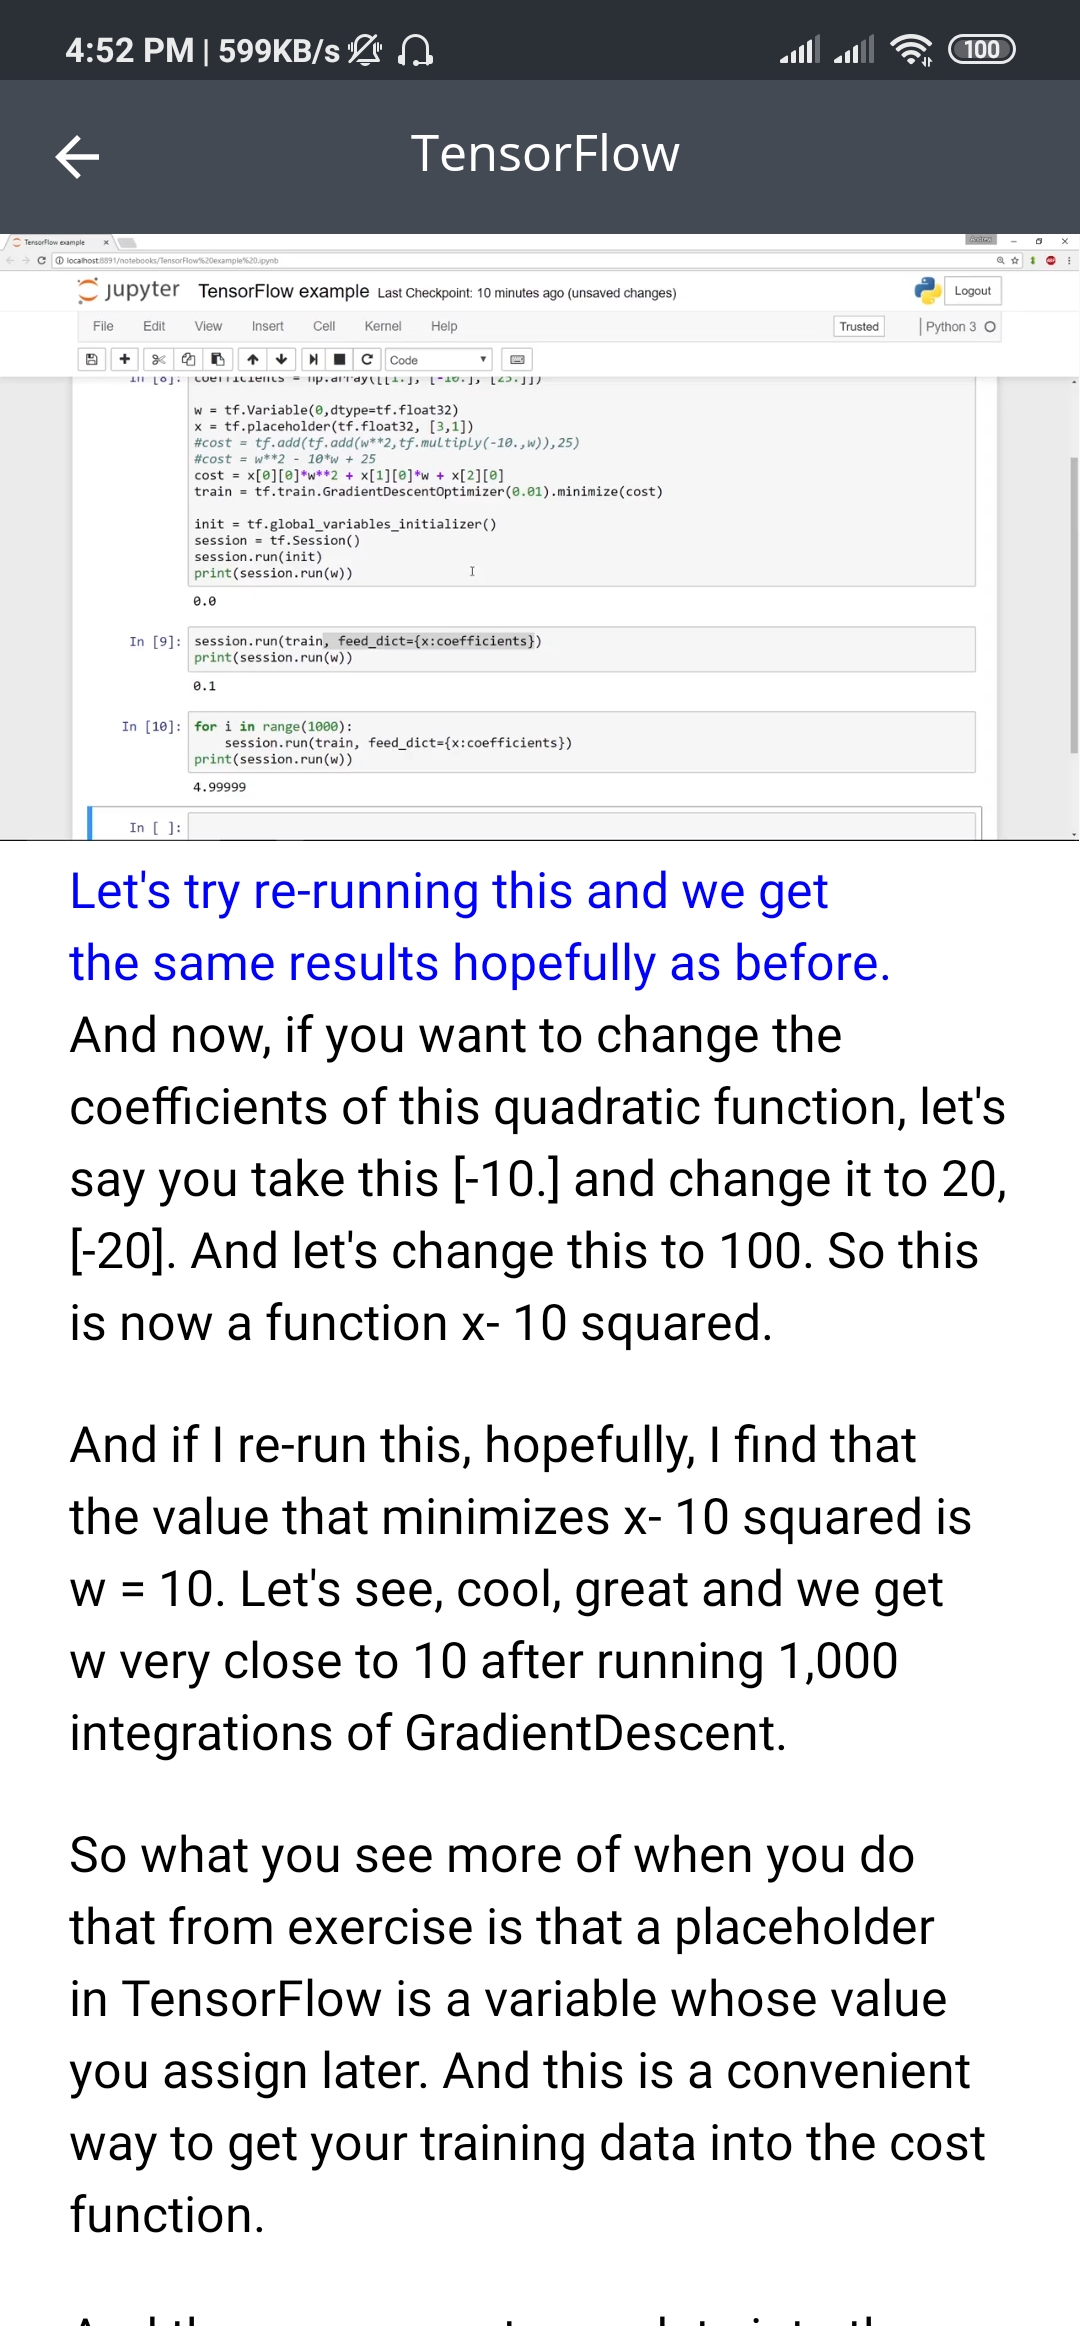 4:52 PM | 599KB/s
100
TensorFlow
TensorFlow example
localhost:8891/notebooks/TensorFlow%20example%20.ipynb
jupyter TensorFlow example Last Checkpoint: 10 minutes ago (unsaved changes)
Logout
File Edit View Insert Cell Kernel Help
Trusted
Python 3
Code
In [8]: coefficients = np.array([[1.], [-10.], [25.]])
w = tf.Variable(0,dtype=tf.float32)
x = tf.placeholder(tf.float32, [3,1])
#cost = tf.add(tf.add(w**2,tf.multiply(-10.,w)),25)
#cost = w**2 - 10*w + 25
cost = x[0][0]*w**2 + x[1][0]*w + x[2][0]
train = tf.train.GradientDescentOptimizer(0.01).minimize(cost)
init = tf.global_variables_initializer()
session = tf.Session()
session.run(init)
print(session.run(w))
0.0
In [9]: session.run(train, feed_dict={x:coefficients})
print(session.run(w))
0.1
In [10]: for i in range(1000):
session.run(train, feed_dict={x:coefficients})
print(session.run(w))
4.99999
In [ ]:
Let's try re-running this and we get
the same results hopefully as before.
And now, if you want to change the
coefficients of this quadratic function, let's
say you take this [-10.] and change it to 20,
[-20]. And let's change this to 100. So this
is now a function x- 10 squared.
And if I re-run this, hopefully, I find that
the value that minimizes x- 10 squared is
w = 10. Let's see, cool, great and we get
w very close to 10 after running 1,000
integrations of GradientDescent.
So what you see more of when you do
that from exercise is that a placeholder
in TensorFlow is a variable whose value
you assign later. And this is a convenient
way to get your training data into the cost
function.